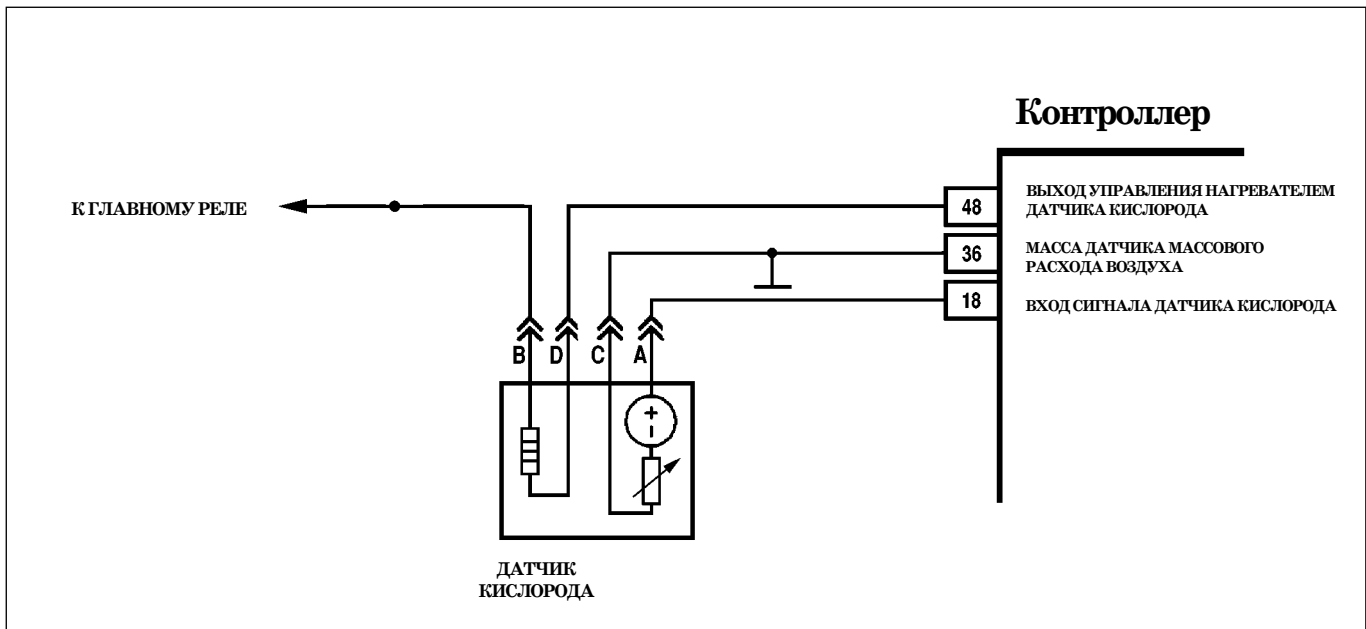 Контроллер
К ГЛАВНОМУ РЕЛЕ
48
ВЫХОД УПРАВЛЕНИЯ НАГРЕВАТЕЛЕМ
ДАТЧИКА КИСЛОРОДА
36
МАССА ДАТЧИКА МАССОВОГО
РАСХОДА ВОЗДУХА
18
ВХОД СИГНАЛА ДАТЧИКА КИСЛОРОДА
B D C A
+
−
ДАТЧИК
КИСЛОРОДА